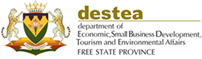 destea
department of
Economic, Small Business Development,
Tourism and Environmental Affairs
FREE STATE PROVINCE